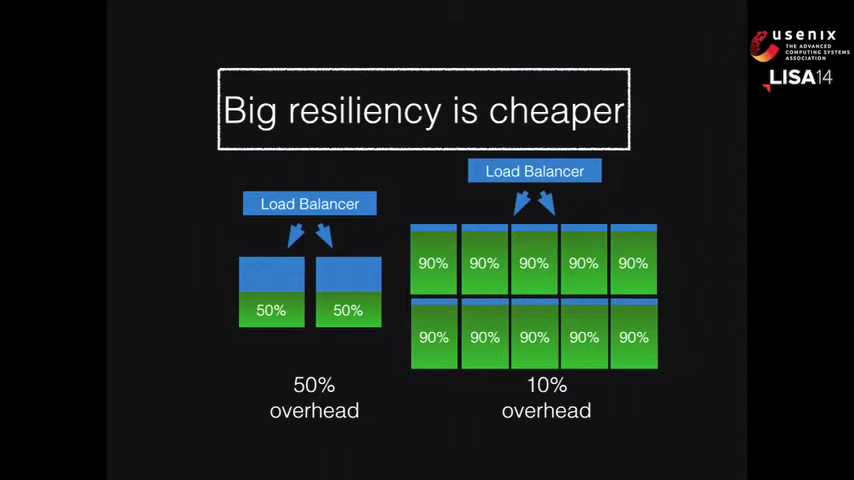 usenix
THE ADVANCED
COMPUTING SYSTEMS
ASSOCIATION
LISA14
Big resiliency is cheaper
Load Balancer
50% 50%
50%
overhead
Load Balancer
90% 90% 90% 90% 90%
90% 90% 90% 90% 90%
10%
overhead